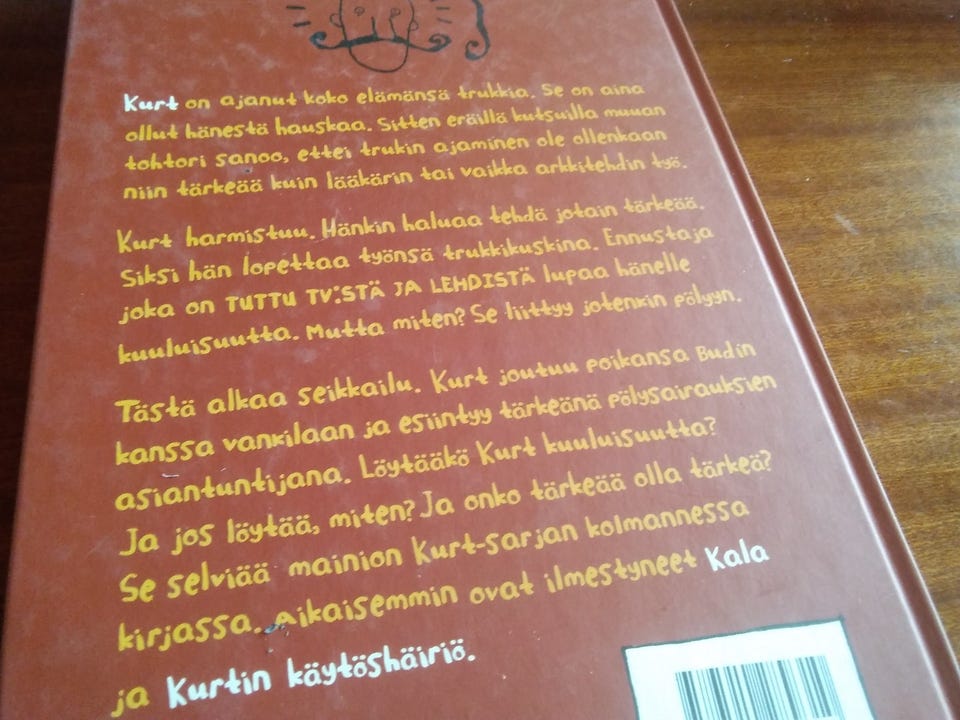 Kurt on ajanut koko elämänsä trukkia. Se on aina
ollut hänestä hauskaa. Sitten eräillä kutsuilla muuan
tohtori sanoo, ettei trukin ajaminen ole ollenkaan
niin tärkeää kuin lääkärin tai vaikka arkkitehdin työ.
Kurt harmistuu. Hänkin haluaa tehdä jotain tärkeää.
Siksi hän lopettaa työnsä trukkikuskina. Ennustaja
joka on TUTTU TV:STÄ JA LEHDISTÄ lupaa hänelle
kuuluisuutta. Mutta miten? Se liittyy jotenkin pölyyn.
Tästä alkaa seikkailu. Kurt joutuu poikansa Budin
kanssa vankilaan ja esiintyy tärkeänä pölysairauksien
asiantuntijana. Löytääkö Kurt kuuluisuutta?
Ja jos löytää, miten? Ja onko tärkeää olla tärkeä?
Se selviää mainion Kurt-sarjan kolmannessa
kirjassa. Aikaisemmin ovat ilmestyneet Kala
ja Kurtin käytöshäiriö.